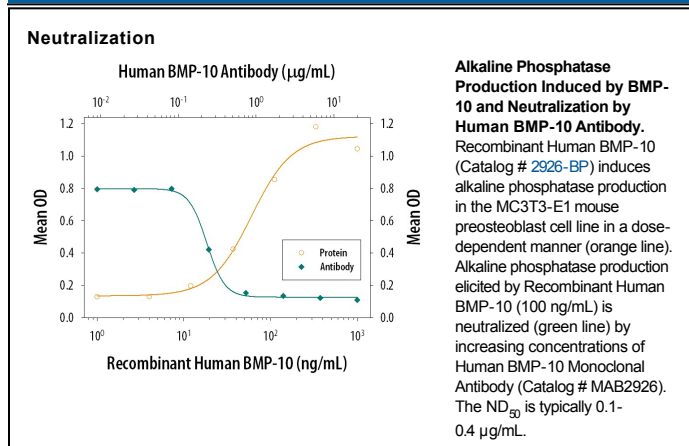 Neutralization
Human BMP-10 Antibody (μg/mL)
10⁻² 10⁻¹ 10⁰ 10¹
1.2 1.2
1.0 1.0
0.8 0.8
0.6 0.6
0.4 0.4
0.2 0.2
0.0 0.0
Mean OD
Mean OD
Protein
Antibody
10⁰ 10¹ 10² 10³
Recombinant Human BMP-10 (ng/mL)
Alkaline Phosphatase
Production Induced by BMP-
10 and Neutralization by
Human BMP-10 Antibody.
Recombinant Human BMP-10
(Catalog # 2926-BP) induces
alkaline phosphatase production
in the MC3T3-E1 mouse
preosteoblast cell line in a dose-
dependent manner (orange line).
Alkaline phosphatase production
elicited by Recombinant Human
BMP-10 (100 ng/mL) is
neutralized (green line) by
increasing concentrations of
Human BMP-10 Monoclonal
Antibody (Catalog # MAB2926).
The ND₅₀ is typically 0.1-
0.4 μg/mL.